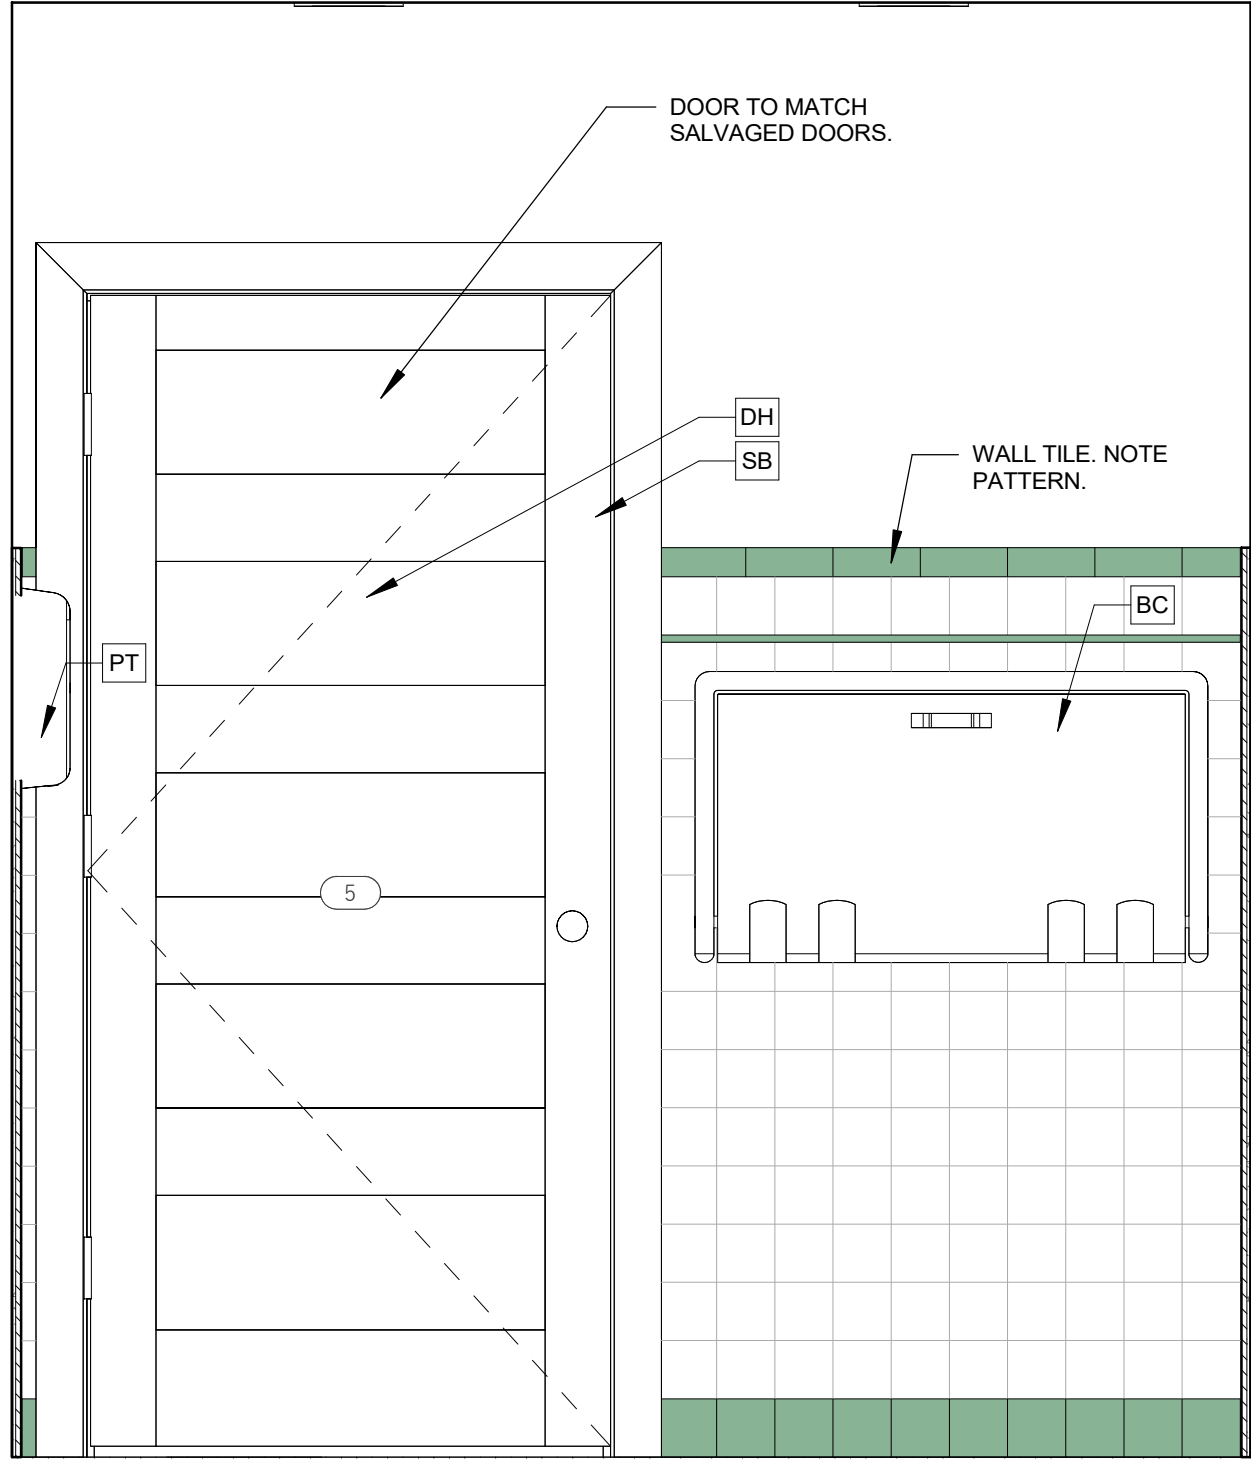 DOOR TO MATCH
SALVAGED DOORS.
DH
SB
WALL TILE. NOTE
PATTERN.
BC
PT
5